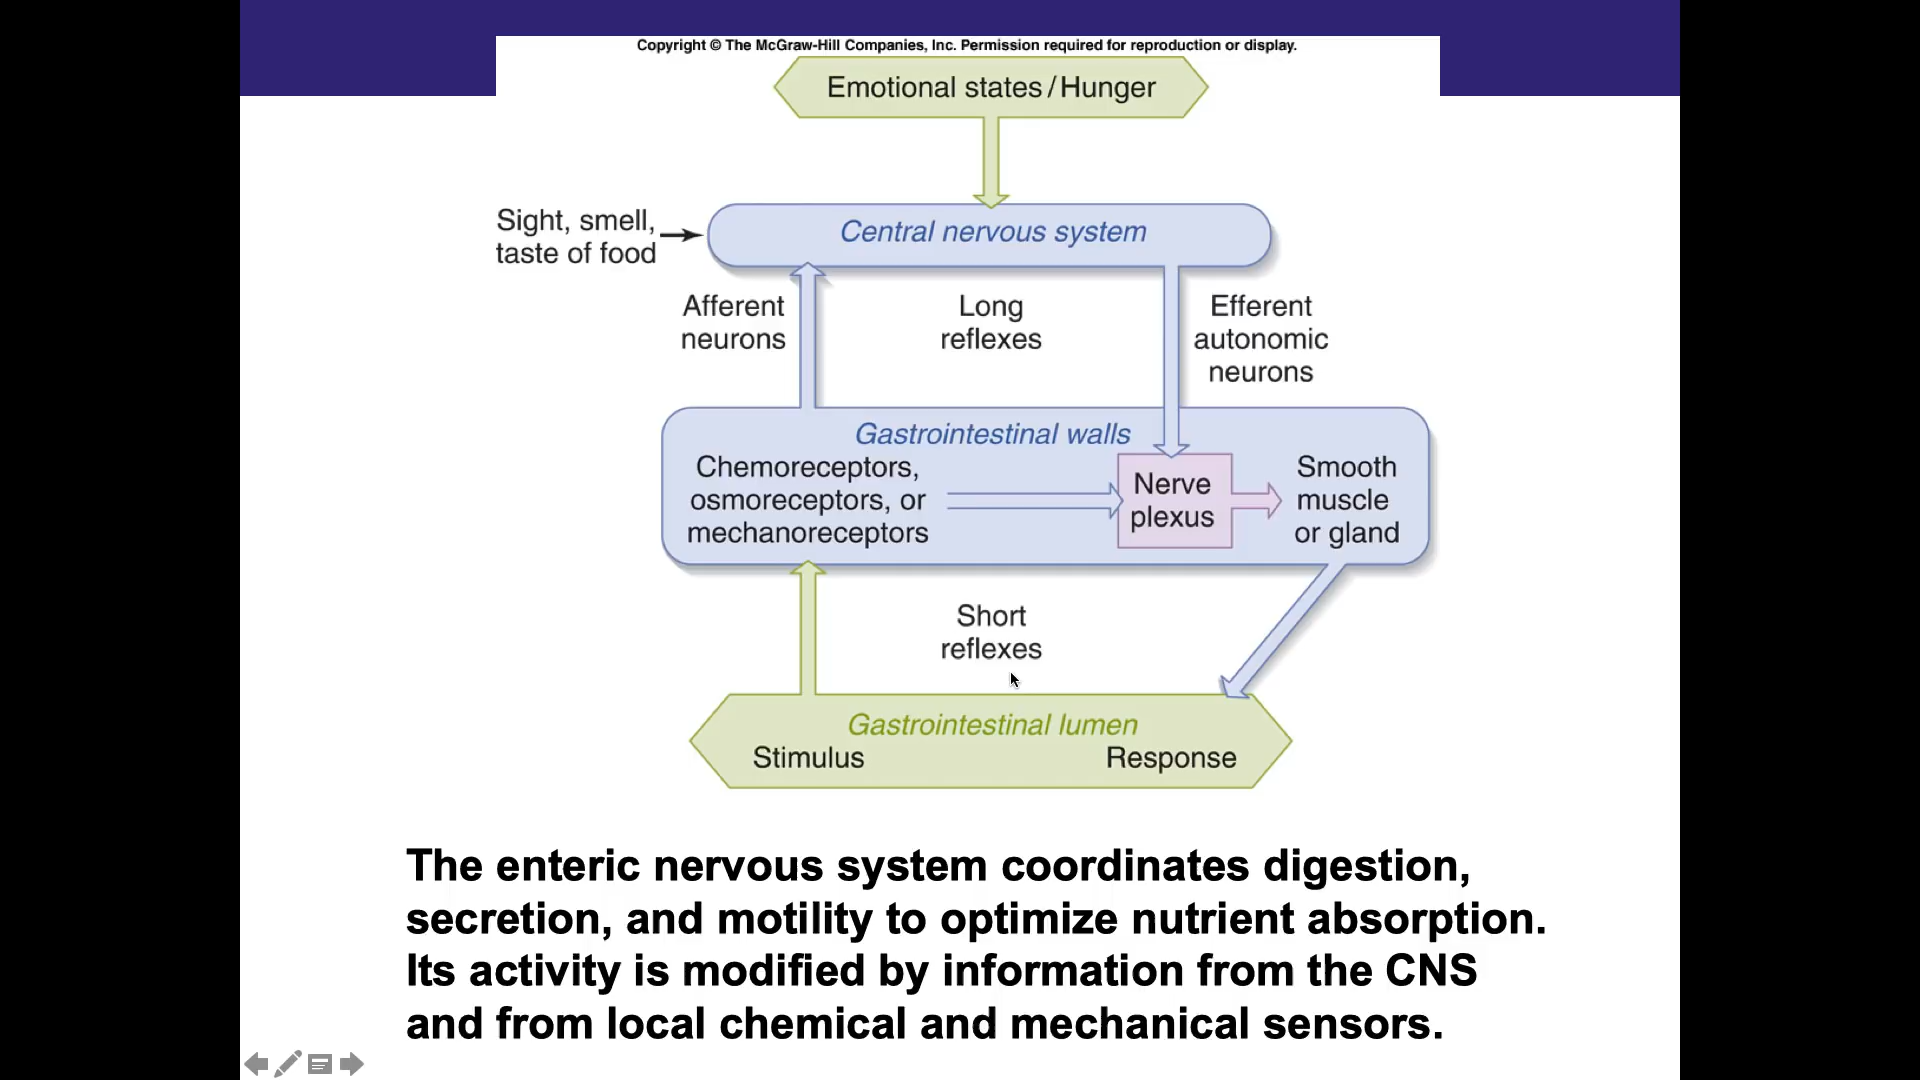 Copyright © The McGraw-Hill Companies, Inc. Permission required for reproduction or display.
Emotional states / Hunger
Sight, smell,
taste of food
Central nervous system
Afferent
neurons
Long
reflexes
Efferent
autonomic
neurons
Gastrointestinal walls
Chemoreceptors,
osmoreceptors, or
mechanoreceptors
Nerve
plexus
Smooth
muscle
or gland
Short
reflexes
Gastrointestinal lumen
Stimulus
Response
The enteric nervous system coordinates digestion,
secretion, and motility to optimize nutrient absorption.
Its activity is modified by information from the CNS
and from local chemical and mechanical sensors.